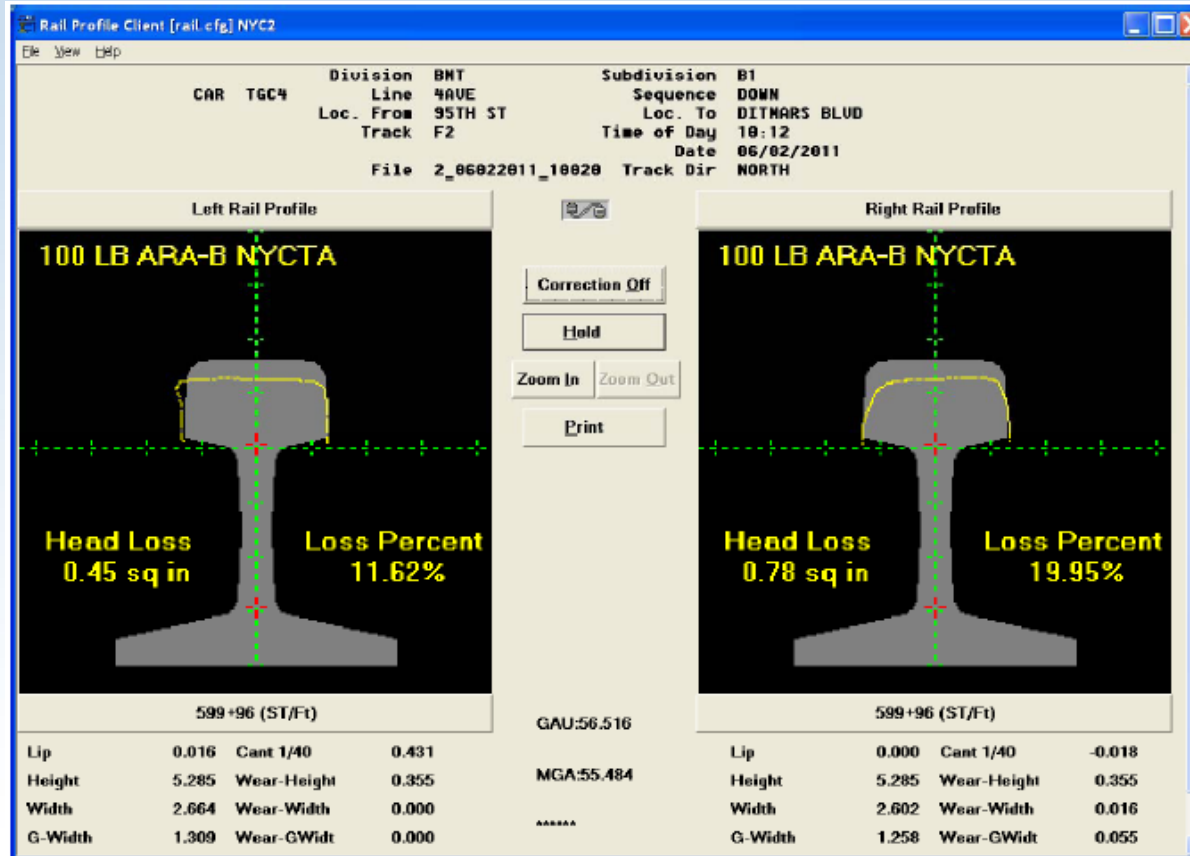 Rail Profile Client [rail.cfg] NYC2
File View Help
Division BMT Subdivision B1
CAR TGC4 Line 4AVE Sequence DOWN
Loc. From 95TH ST Loc. To DITMARS BLVD
Track F2 Time of Day 10:12
Date 06/02/2011
File 2_06022011_10020 Track Dir NORTH
Left Rail Profile
Right Rail Profile
100 LB ARA-B NYCTA
100 LB ARA-B NYCTA
Correction Off
Hold
Zoom In Zoom Out
Print
Head Loss Loss Percent
0.45 sq in 11.62%
Head Loss Loss Percent
0.78 sq in 19.95%
599+96 (ST/Ft)
599+96 (ST/Ft)
GAU:56.516
MGA:55.484
******
Lip 0.016 Cant 1/40 0.431
Height 5.285 Wear-Height 0.355
Width 2.664 Wear-Width 0.000
G-Width 1.309 Wear-GWidt 0.000
Lip 0.000 Cant 1/40 -0.018
Height 5.285 Wear-Height 0.355
Width 2.602 Wear-Width 0.016
G-Width 1.258 Wear-GWidt 0.055